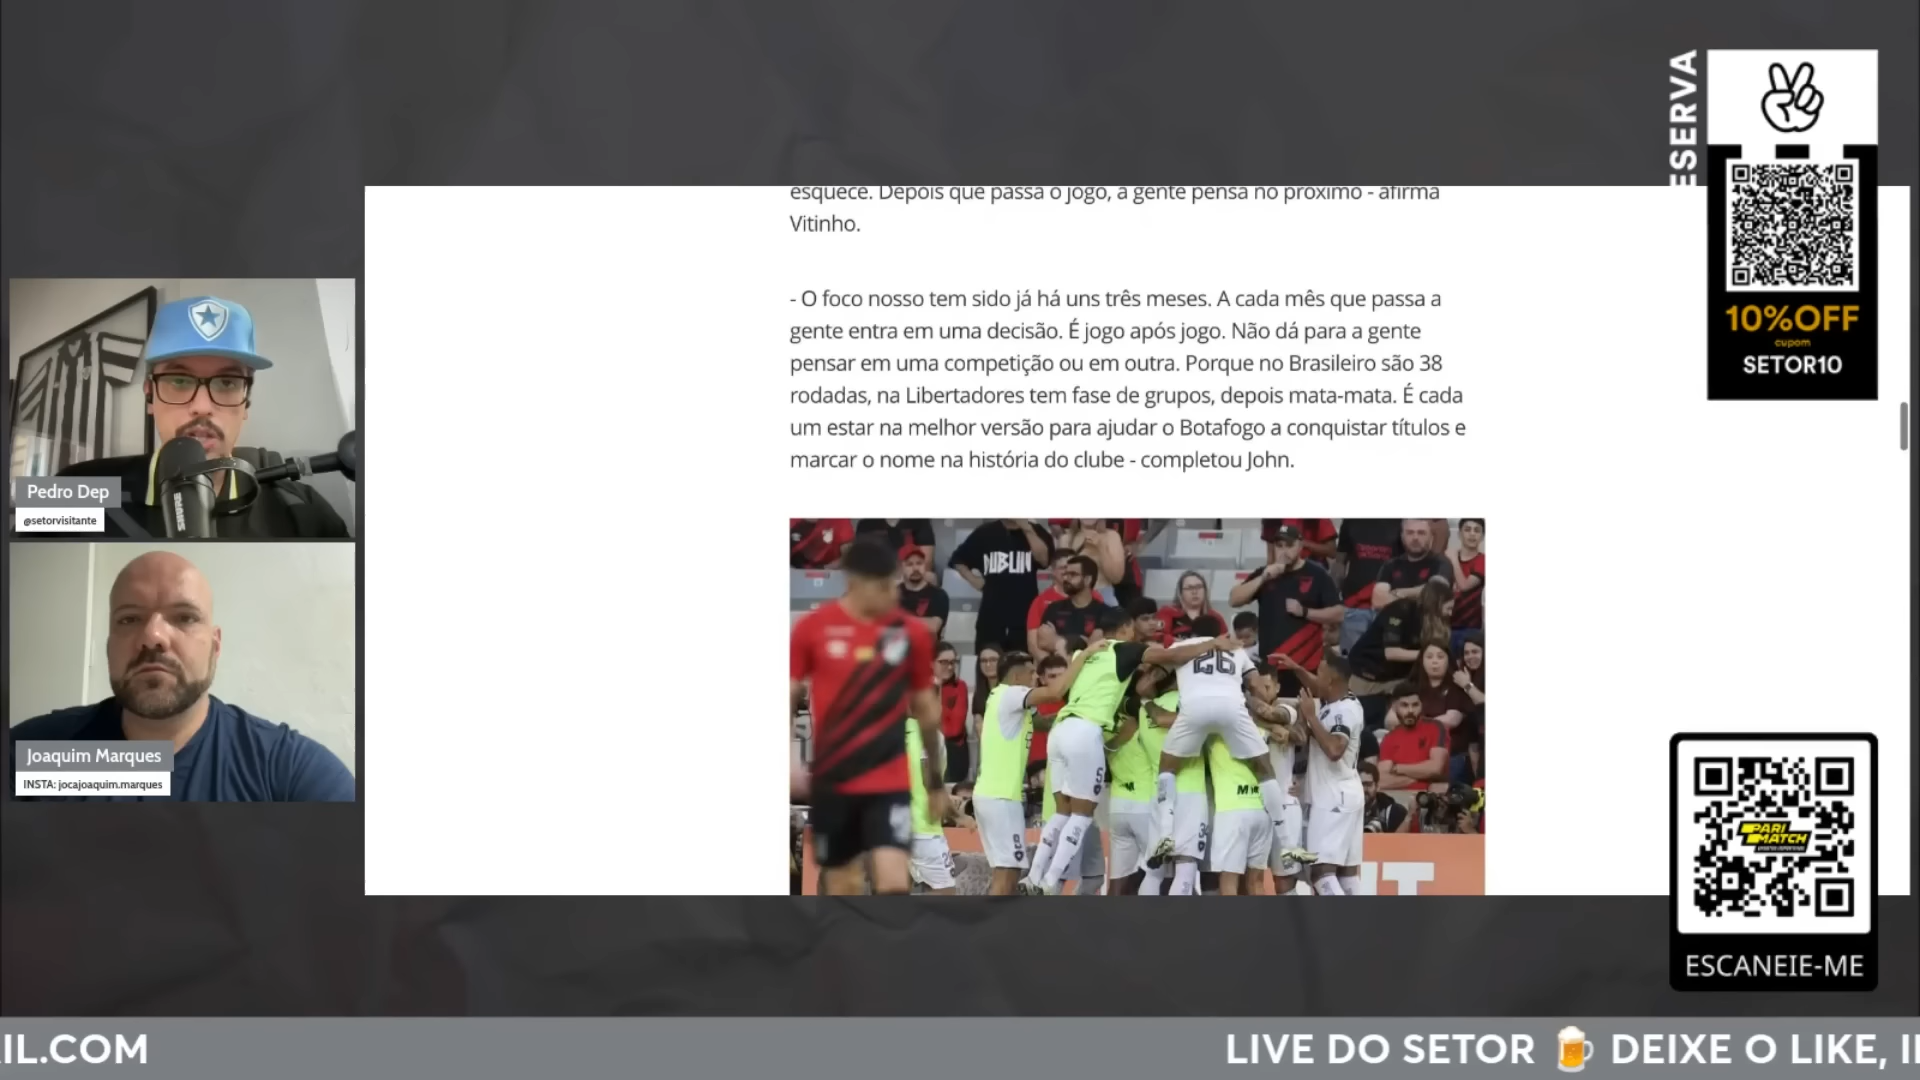 ESERVA
10%OFF
cupom
SETOR10
esquece. Depois que passa o jogo, a gente pensa no próximo - afirma
Vitinho.
- O foco nosso tem sido já há uns três meses. A cada mês que passa a
gente entra em uma decisão. É jogo após jogo. Não dá para a gente
pensar em uma competição ou em outra. Porque no Brasileiro são 38
rodadas, na Libertadores tem fase de grupos, depois mata-mata. É cada
um estar na melhor versão para ajudar o Botafogo a conquistar títulos e
marcar o nome na história do clube - completou John.
Pedro Dep
@setorvisitante
Joaquim Marques
INSTA: jocajoaquim.marques
DUBLIN
26
PARI
MATCH
ESCANEIE-ME
IL.COM
LIVE DO SETOR 🍺 DEIXE O LIKE,